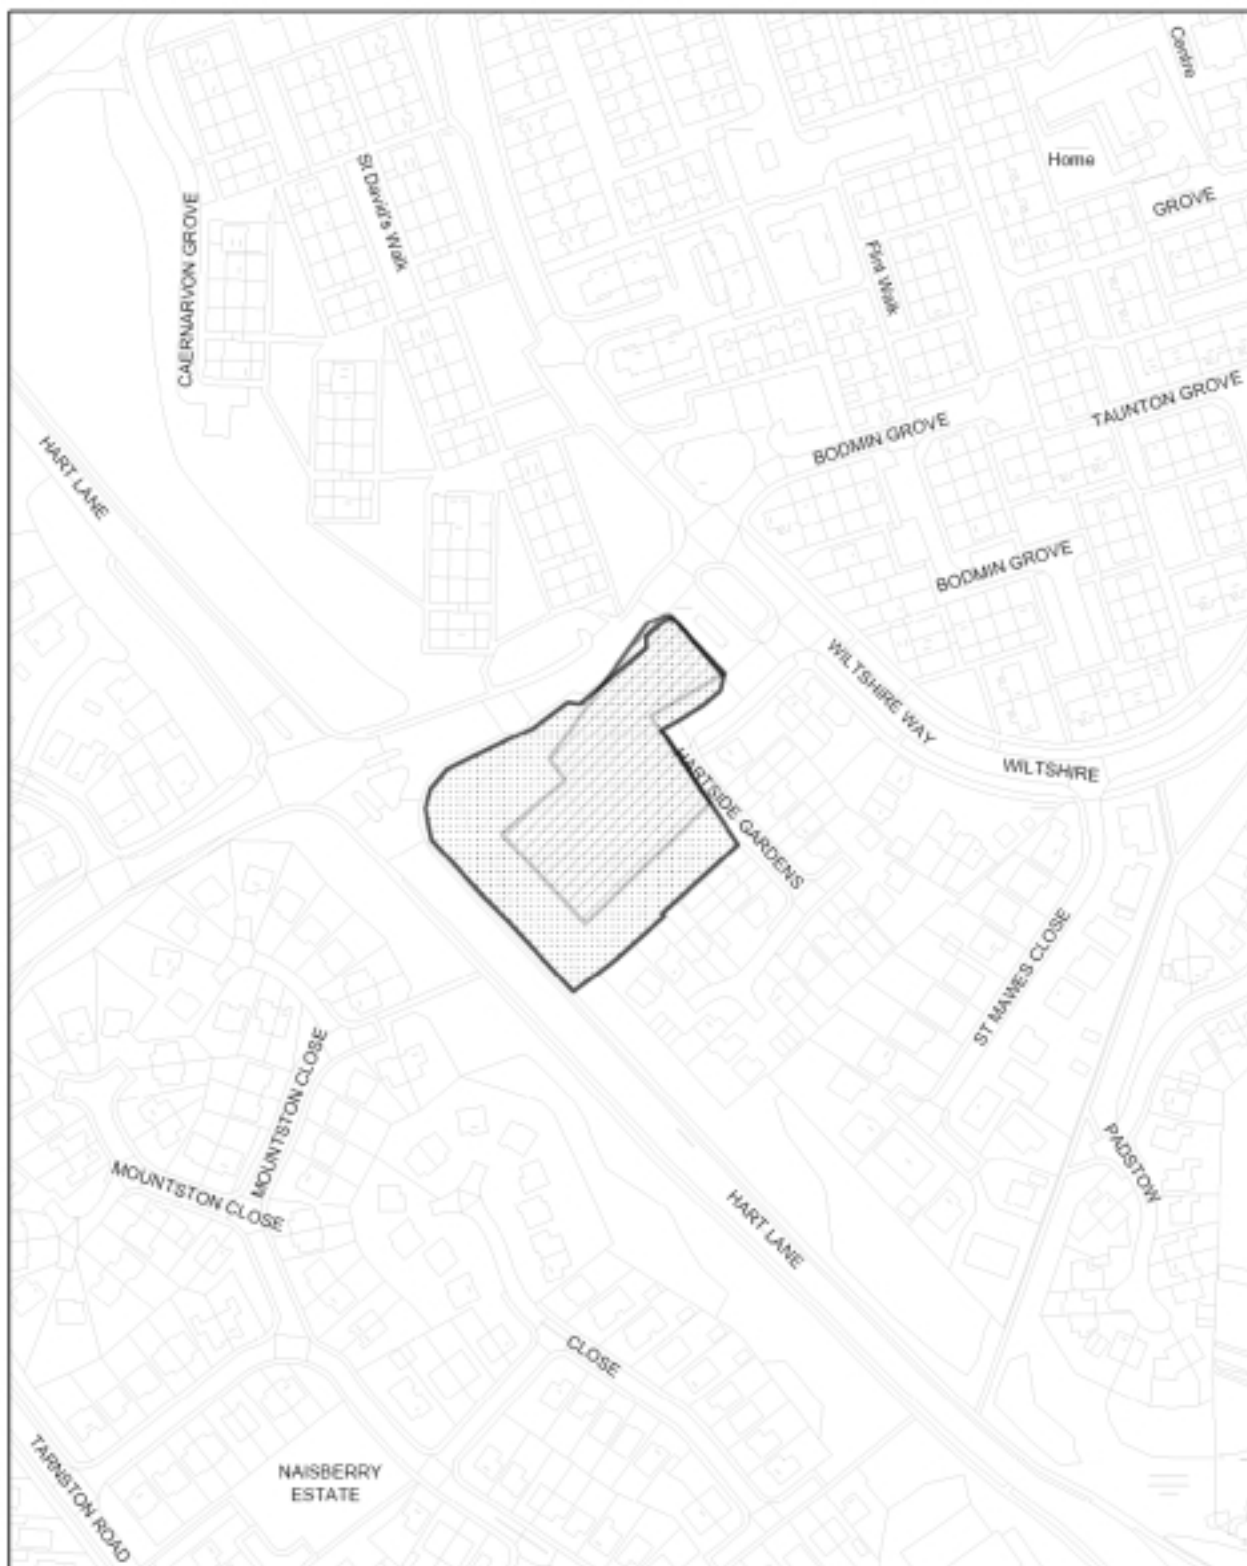 Centre
Home
St David's Walk
GROVE
CAERNARVON GROVE
Flint Walk
TAUNTON GROVE
BODMIN GROVE
HART LANE
BODMIN GROVE
WILTSHIRE WAY
WILTSHIRE
HARTSIDE GARDENS
ST MAWES CLOSE
MOUNTSTON CLOSE
PADSTOW
MOUNTSTON CLOSE
HART LANE
CLOSE
NAISBERRY
ESTATE
TARNSTON ROAD